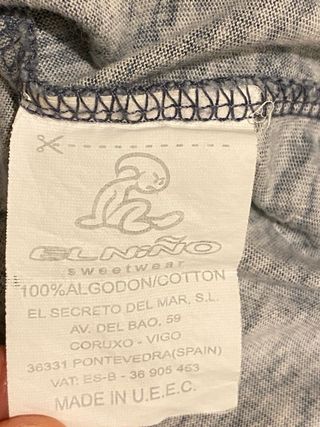 EL NIÑO
sweetwear
100%ALGODON/COTTON
EL SECRETO DEL MAR, S.L.
AV. DEL BAO, 59
CORUXO - VIGO
36331 PONTEVEDRA(SPAIN)
VAT: ES-B - 36 905 463
MADE IN U.E.E.C.